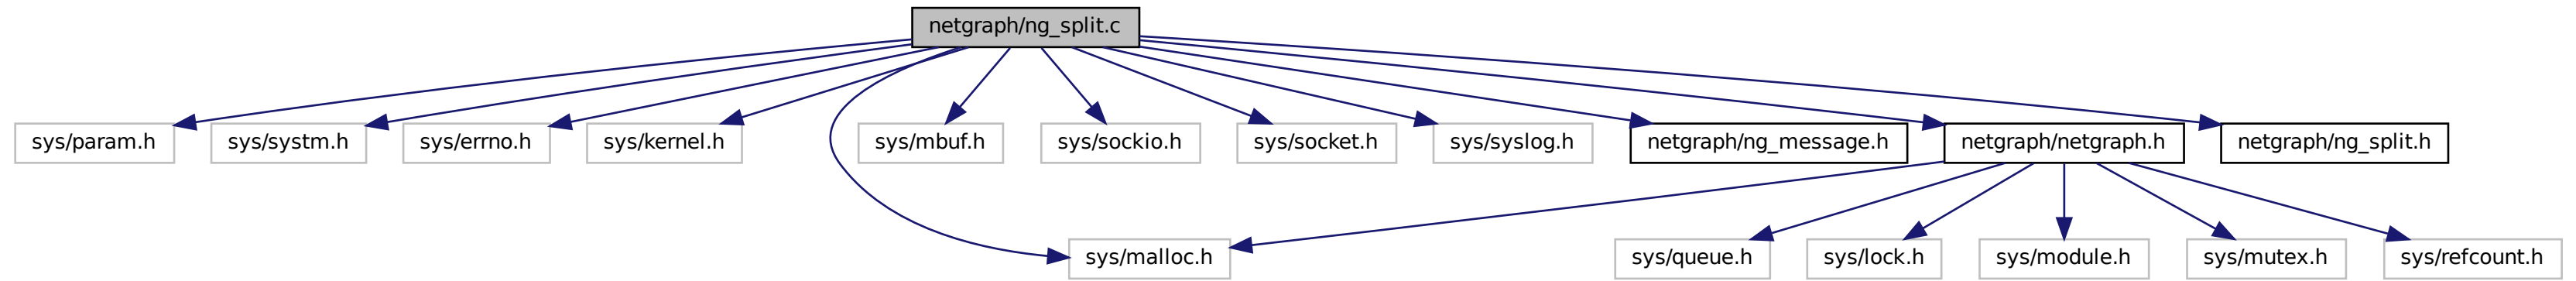 netgraph/ng_split.c
sys/param.h
sys/systm.h
sys/errno.h
sys/kernel.h
sys/mbuf.h
sys/sockio.h
sys/socket.h
sys/syslog.h
netgraph/ng_message.h
netgraph/netgraph.h
netgraph/ng_split.h
sys/malloc.h
sys/queue.h
sys/lock.h
sys/module.h
sys/mutex.h
sys/refcount.h